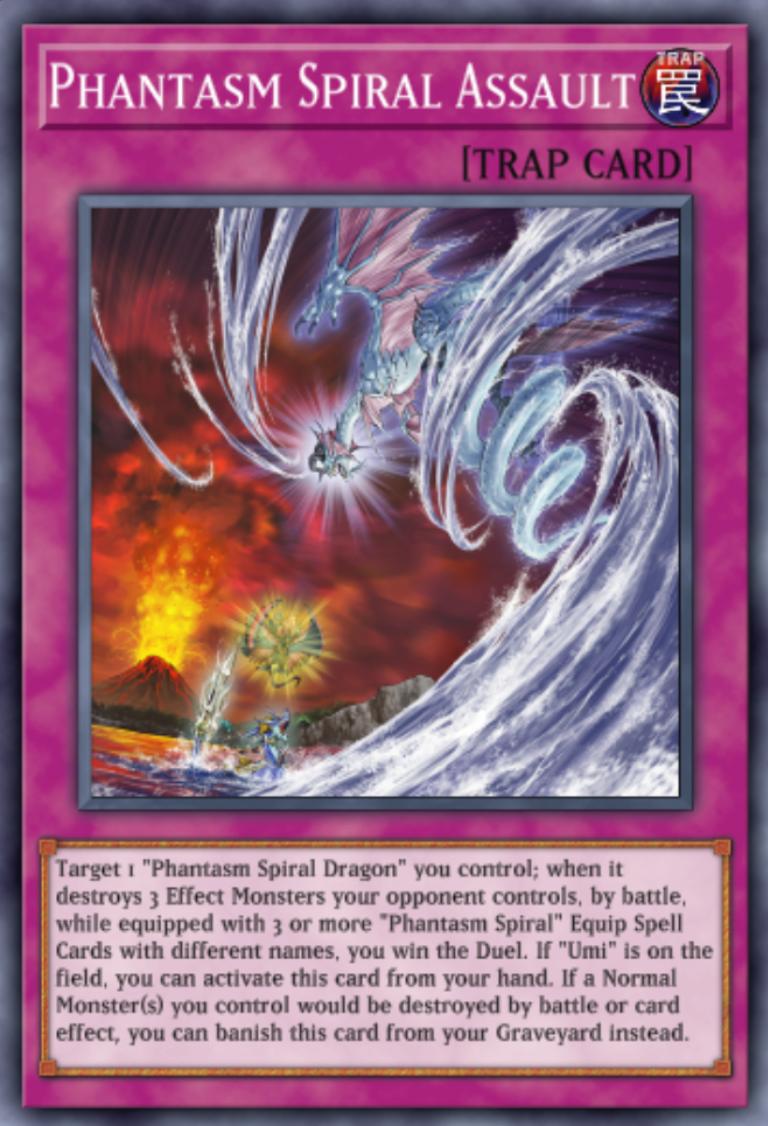 PHANTASM SPIRAL ASSAULT
TRAP
罠
[TRAP CARD]
Target 1 "Phantasm Spiral Dragon" you control; when it
destroys 3 Effect Monsters your opponent controls, by battle,
while equipped with 3 or more "Phantasm Spiral" Equip Spell
Cards with different names, you win the Duel. If "Umi" is on the
field, you can activate this card from your hand. If a Normal
Monster(s) you control would be destroyed by battle or card
effect, you can banish this card from your Graveyard instead.